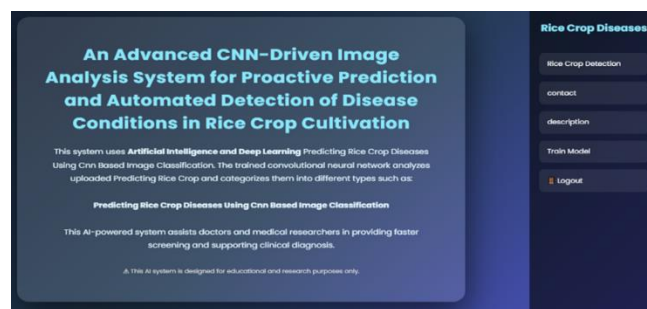 An Advanced CNN-Driven Image
Analysis System for Proactive Prediction
and Automated Detection of Disease
Conditions in Rice Crop Cultivation
This system uses Artificial Intelligence and Deep Learning Predicting Rice Crop Diseases
Using Cnn Based Image Classification. The trained convolutional neural network analyzes
uploaded Predicting Rice Crop and categorizes them into different types such as:
Predicting Rice Crop Diseases Using Cnn Based Image Classification
This AI-powered system assists doctors and medical researchers in providing faster
screening and supporting clinical diagnosis.
⚠ This AI system is designed for educational and research purposes only.
Rice Crop Diseases
Rice Crop Detection
contact
description
Train Model
Logout